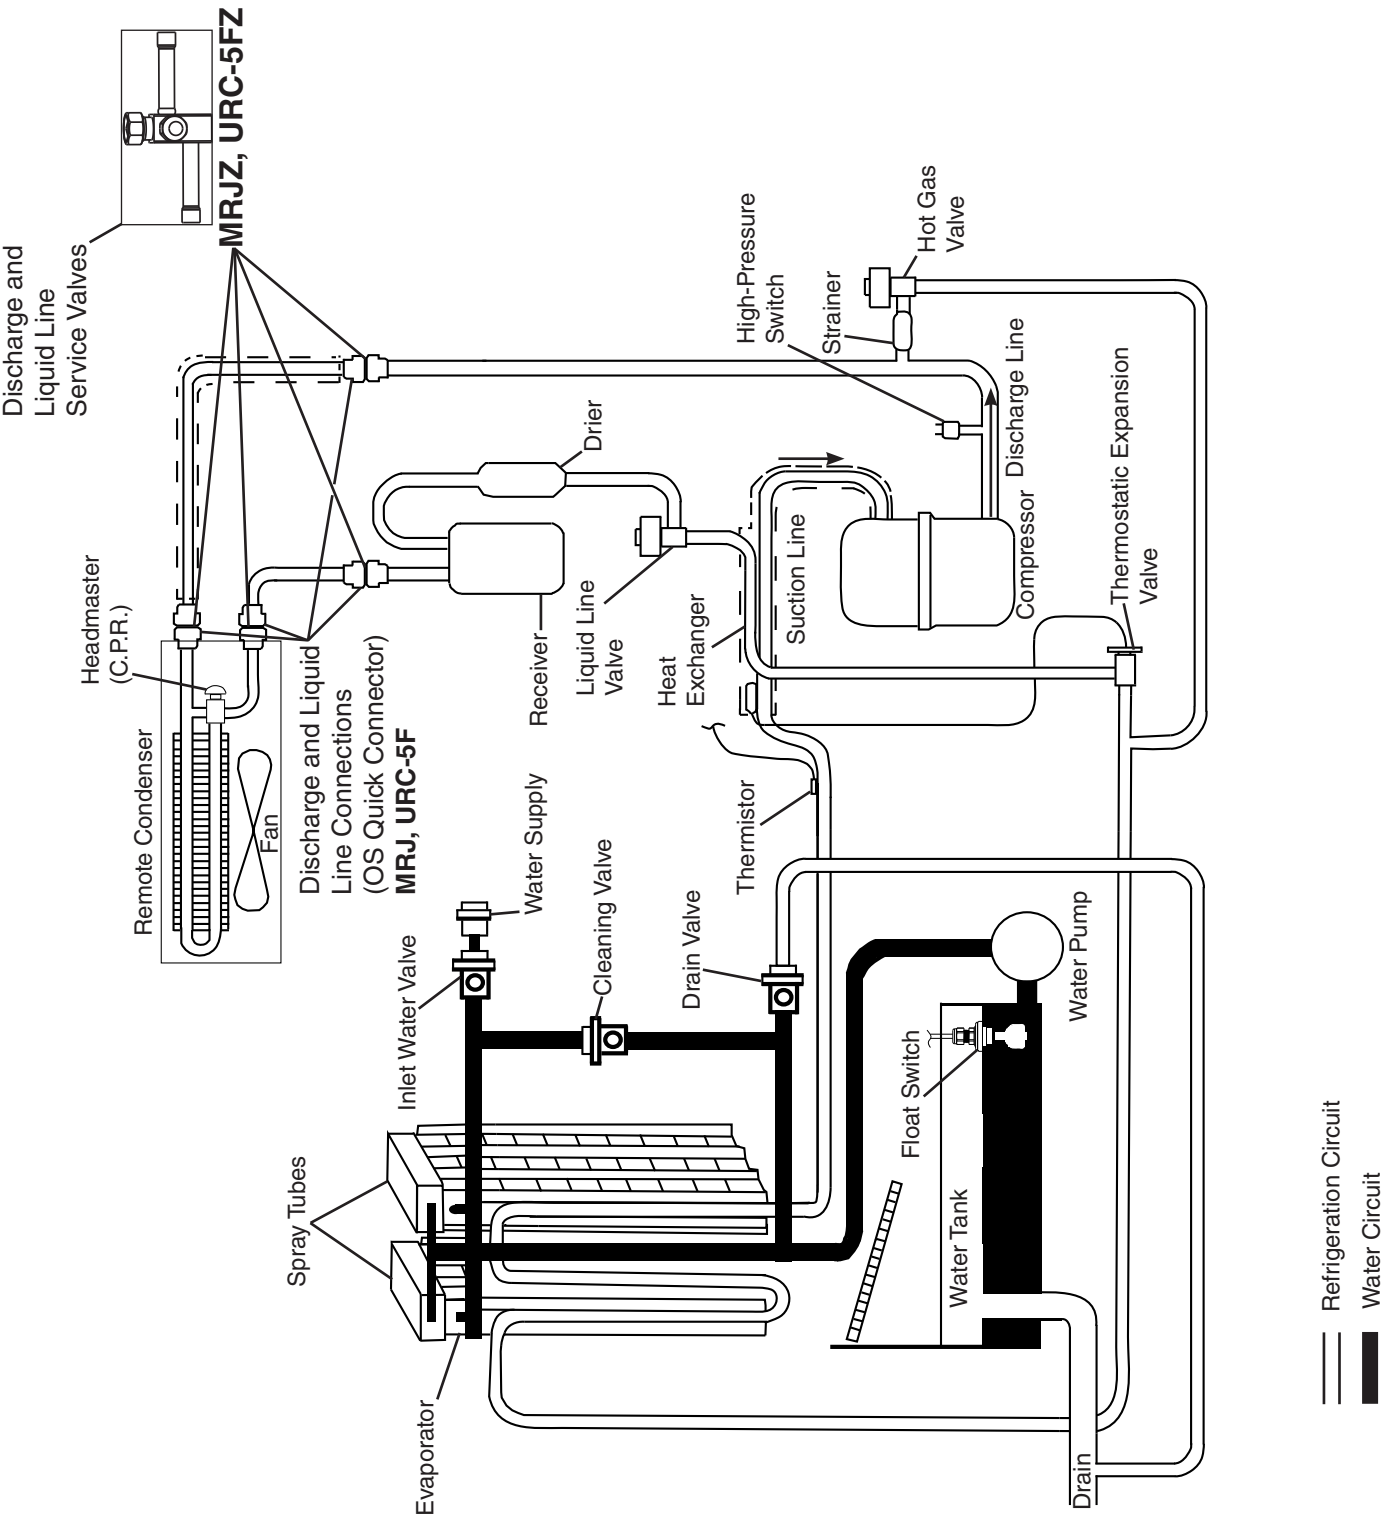 Discharge and
Liquid Line
Service Valves
MRJZ, URC-5FZ
Headmaster
(C.P.R.)
Remote Condenser
Fan
Discharge and Liquid
Line Connections
(OS Quick Connector)
MRJ, URC-5F
Drier
Receiver
Liquid Line
Valve
Heat
Exchanger
Suction Line
High-Pressure
Switch
Strainer
Hot Gas
Valve
Discharge Line
Compressor
Thermostatic Expansion
Valve
Thermistor
Water Supply
Inlet Water Valve
Cleaning Valve
Drain Valve
Water Pump
Float Switch
Water Tank
Spray Tubes
Evaporator
Drain
Refrigeration Circuit
Water Circuit